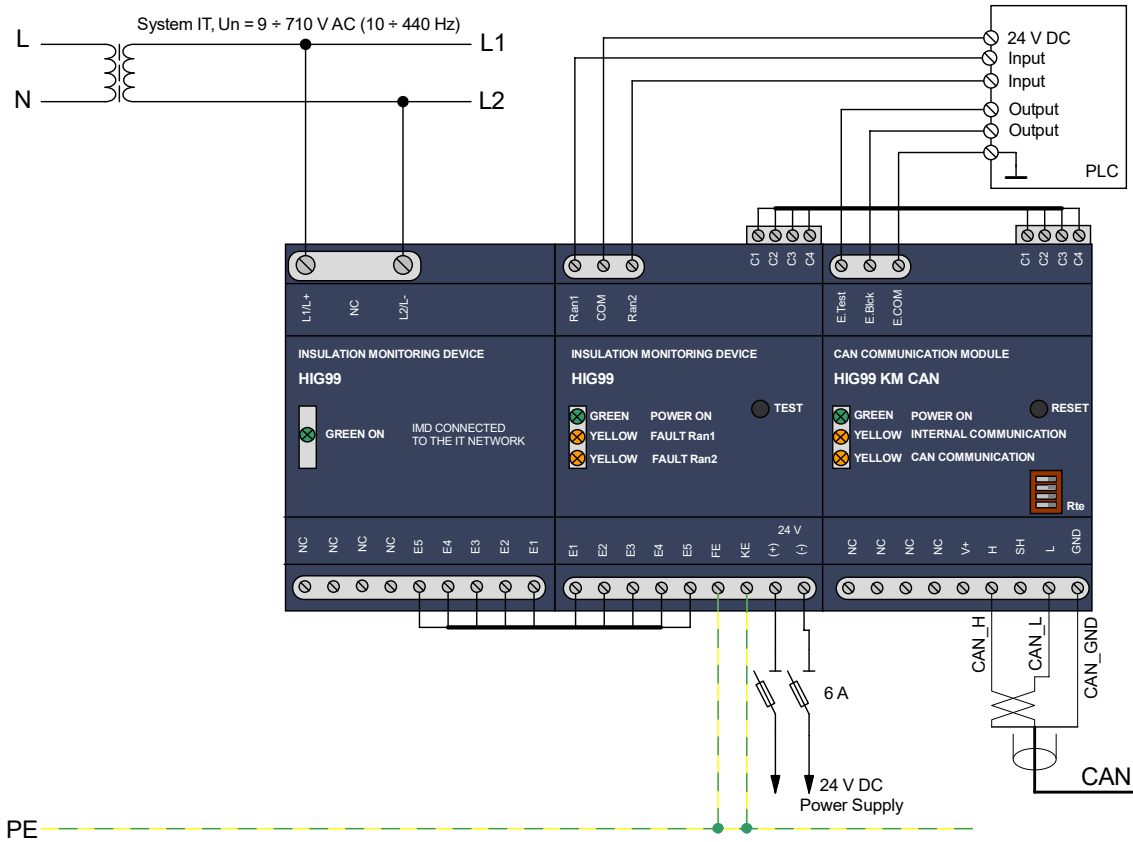 System IT, Un = 9 ÷ 710 V AC (10 ÷ 440 Hz)
L
L1
N
L2
24 V DC
Input
Input
Output
Output
PLC
C1
C2
C3
C4
C1
C2
C3
C4
L1/L+
NC
L2/L-
Ran1
COM
Ran2
E.Test
E.Blck
E.COM
INSULATION MONITORING DEVICE
HIG99
GREEN ON
IMD CONNECTED
TO THE IT NETWORK
INSULATION MONITORING DEVICE
HIG99
TEST
GREEN POWER ON
YELLOW FAULT Ran1
YELLOW FAULT Ran2
CAN COMMUNICATION MODULE
HIG99 KM CAN
RESET
GREEN POWER ON
YELLOW INTERNAL COMMUNICATION
YELLOW CAN COMMUNICATION
Rte
NC
NC
NC
NC
E5
E4
E3
E2
E1
E1
E2
E3
E4
E5
FE
KE
24 V
(+)
(-)
NC
NC
NC
NC
V+
H
SH
L
GND
CAN_H
CAN_L
CAN_GND
6 A
24 V DC
Power Supply
CAN
PE